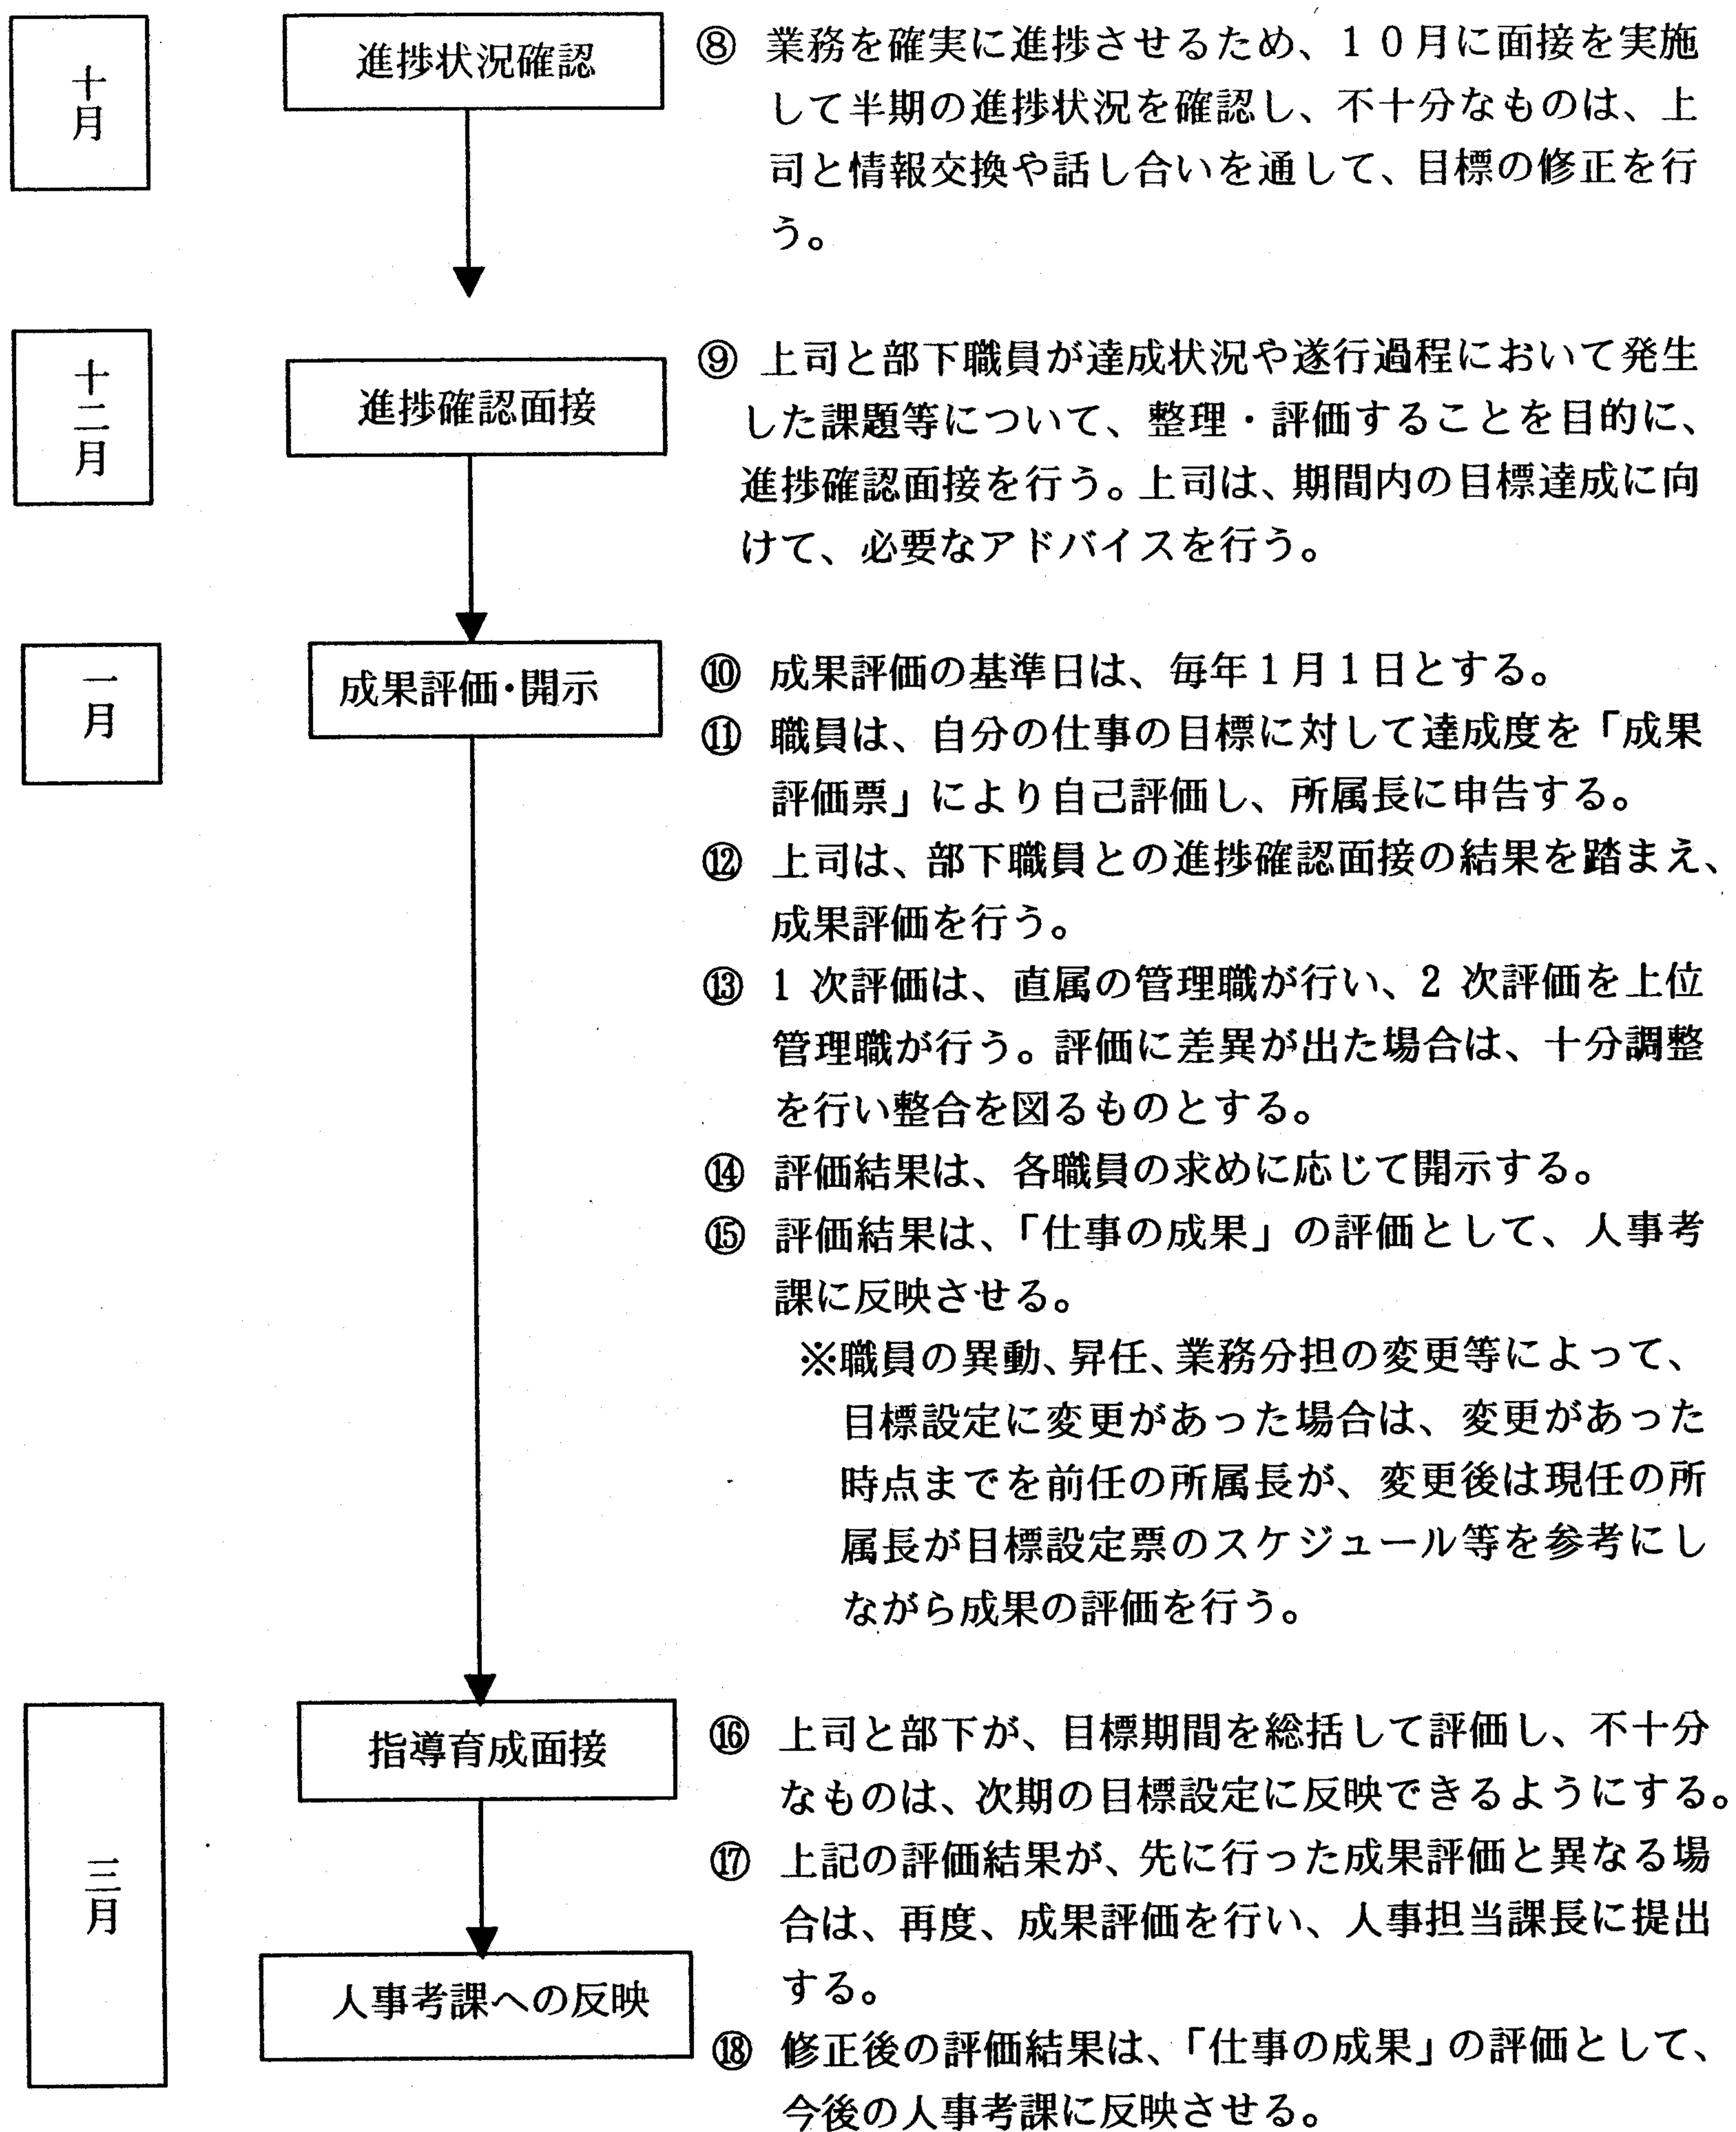 十月
進捗状況確認
⑧ 業務を確実に進捗させるため、１０月に面接を実施
して半期の進捗状況を確認し、不十分なものは、上
司と情報交換や話し合いを通して、目標の修正を行
う。
十二月
進捗確認面接
⑨ 上司と部下職員が達成状況や遂行過程において発生
した課題等について、整理・評価することを目的に、
進捗確認面接を行う。上司は、期間内の目標達成に向
けて、必要なアドバイスを行う。
一月
成果評価・開示
⑩ 成果評価の基準日は、毎年１月１日とする。
⑪ 職員は、自分の仕事の目標に対して達成度を「成果
評価票」により自己評価し、所属長に申告する。
⑫ 上司は、部下職員との進捗確認面接の結果を踏まえ、
成果評価を行う。
⑬ 1 次評価は、直属の管理職が行い、2 次評価を上位
管理職が行う。評価に差異が出た場合は、十分調整
を行い整合を図るものとする。
⑭ 評価結果は、各職員の求めに応じて開示する。
⑮ 評価結果は、「仕事の成果」の評価として、人事考
課に反映させる。
※職員の異動、昇任、業務分担の変更等によって、
目標設定に変更があった場合は、変更があった
時点までを前任の所属長が、変更後は現任の所
属長が目標設定票のスケジュール等を参考にし
ながら成果の評価を行う。
三月
指導育成面接
⑯ 上司と部下が、目標期間を総括して評価し、不十分
なものは、次期の目標設定に反映できるようにする。
⑰ 上記の評価結果が、先に行った成果評価と異なる場
合は、再度、成果評価を行い、人事担当課長に提出
する。
人事考課への反映
⑱ 修正後の評価結果は、「仕事の成果」の評価として、
今後の人事考課に反映させる。